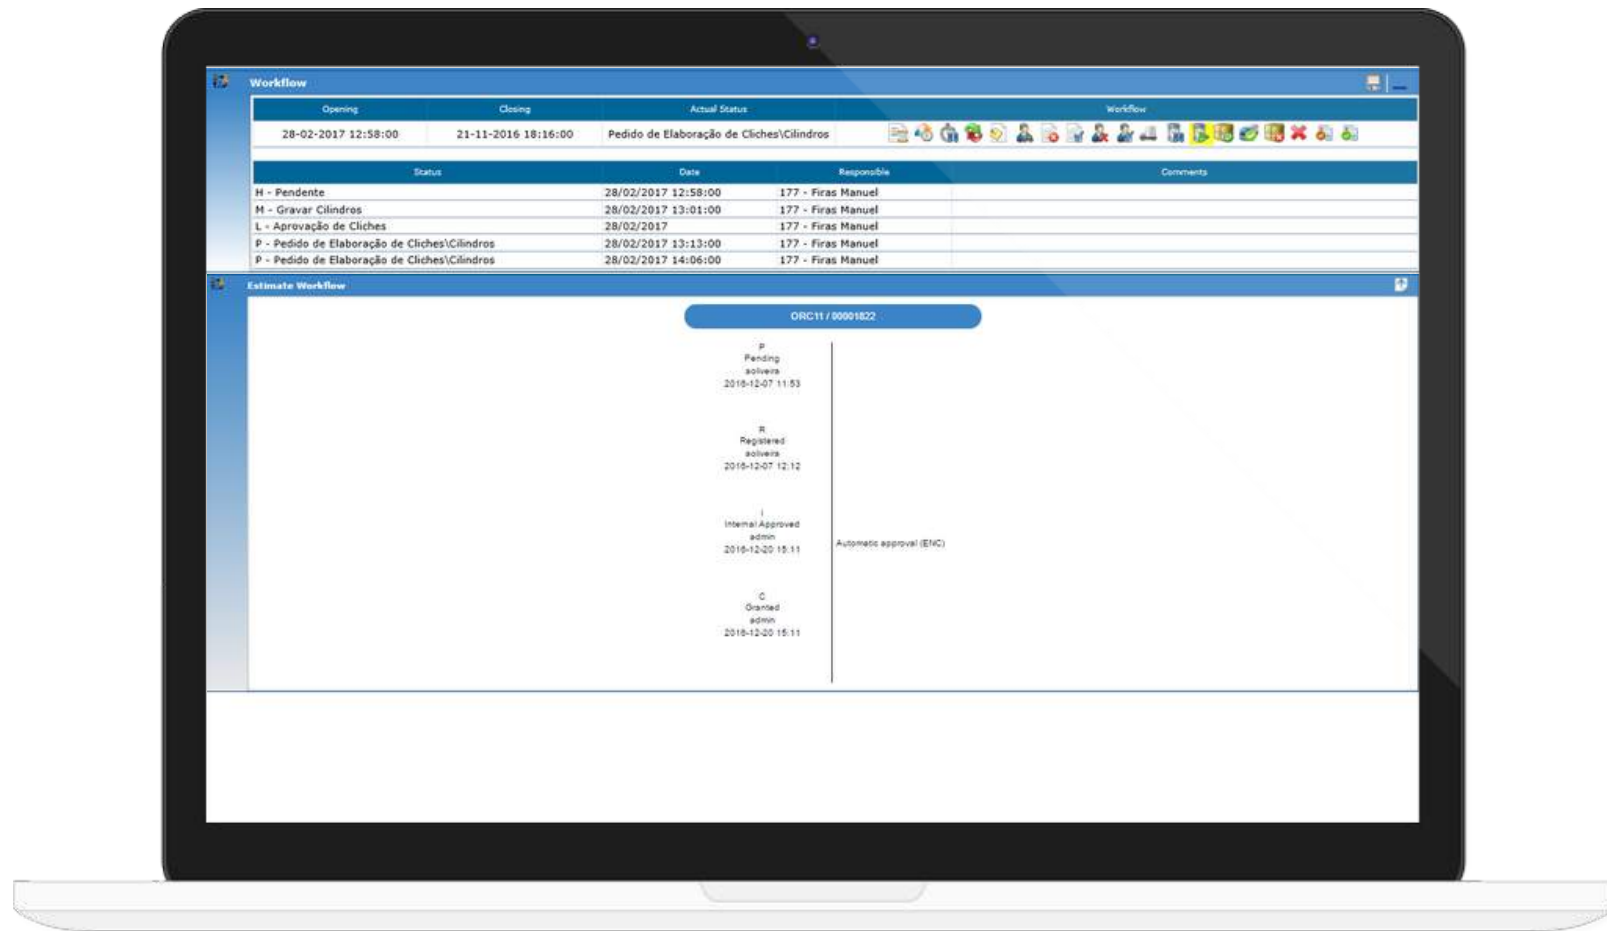 Workflow
Opening Closing Actual Status Workflow
28-02-2017 12:58:00 21-11-2016 18:16:00 Pedido de Elaboração de Cliches\Cilindros
Status Date Responsible Comments
H - Pendente 28/02/2017 12:58:00 177 - Firas Manuel
M - Gravar Cilindros 28/02/2017 13:01:00 177 - Firas Manuel
L - Aprovação de Cliches 28/02/2017 177 - Firas Manuel
P - Pedido de Elaboração de Cliches\Cilindros 28/02/2017 13:13:00 177 - Firas Manuel
P - Pedido de Elaboração de Cliches\Cilindros 28/02/2017 14:06:00 177 - Firas Manuel
Estimate Workflow
ORC11 / 00001822
P
Pending
aoliveira
2016-12-07 11:53
R
Registered
aoliveira
2016-12-07 12:12
I
Internal Approved
admin
2016-12-20 15:11
Automatic approval (ENC)
C
Granted
admin
2016-12-20 15:11